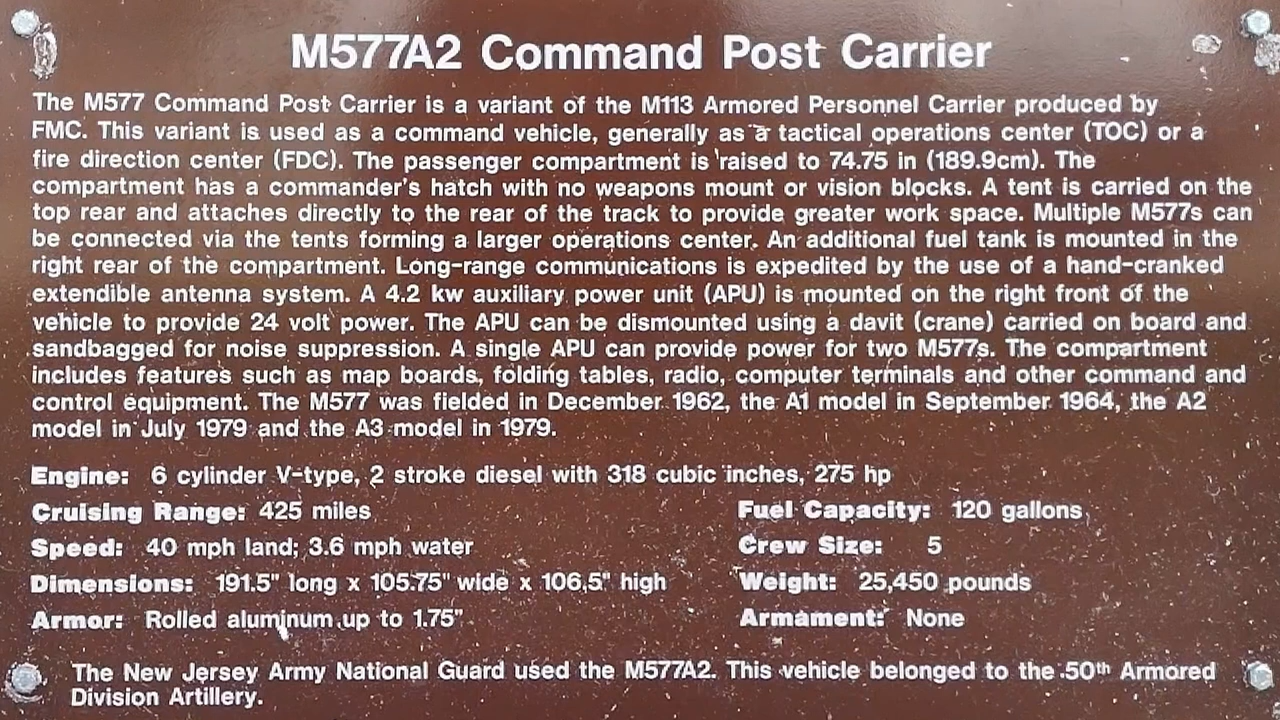 M577A2 Command Post Carrier
The M577 Command Post Carrier is a variant of the M113 Armored Personnel Carrier produced by
FMC. This variant is used as a command vehicle, generally as a tactical operations center (TOC) or a
fire direction center (FDC). The passenger compartment is raised to 74.75 in (189.9cm). The
compartment has a commander's hatch with no weapons mount or vision blocks. A tent is carried on the
top rear and attaches directly to the rear of the track to provide greater work space. Multiple M577s can
be connected via the tents forming a larger operations center. An additional fuel tank is mounted in the
right rear of the compartment. Long-range communications is expedited by the use of a hand-cranked
extendible antenna system. A 4.2 kw auxiliary power unit (APU) is mounted on the right front of the
vehicle to provide 24 volt power. The APU can be dismounted using a davit (crane) carried on board and
sandbagged for noise suppression. A single APU can provide power for two M577s. The compartment
includes features such as map boards, folding tables, radio, computer terminals and other command and
control equipment. The M577 was fielded in December 1962, the A1 model in September 1964, the A2
model in July 1979 and the A3 model in 1979.
Engine: 6 cylinder V-type, 2 stroke diesel with 318 cubic inches, 275 hp
Cruising Range: 425 miles
Fuel Capacity: 120 gallons
Speed: 40 mph land; 3.6 mph water
Crew Size: 5
Dimensions: 191.5" long x 105.75" wide x 106.5" high
Weight: 25,450 pounds
Armor: Rolled aluminum up to 1.75"
Armament: None
The New Jersey Army National Guard used the M577A2. This vehicle belonged to the 50th Armored
Division Artillery.